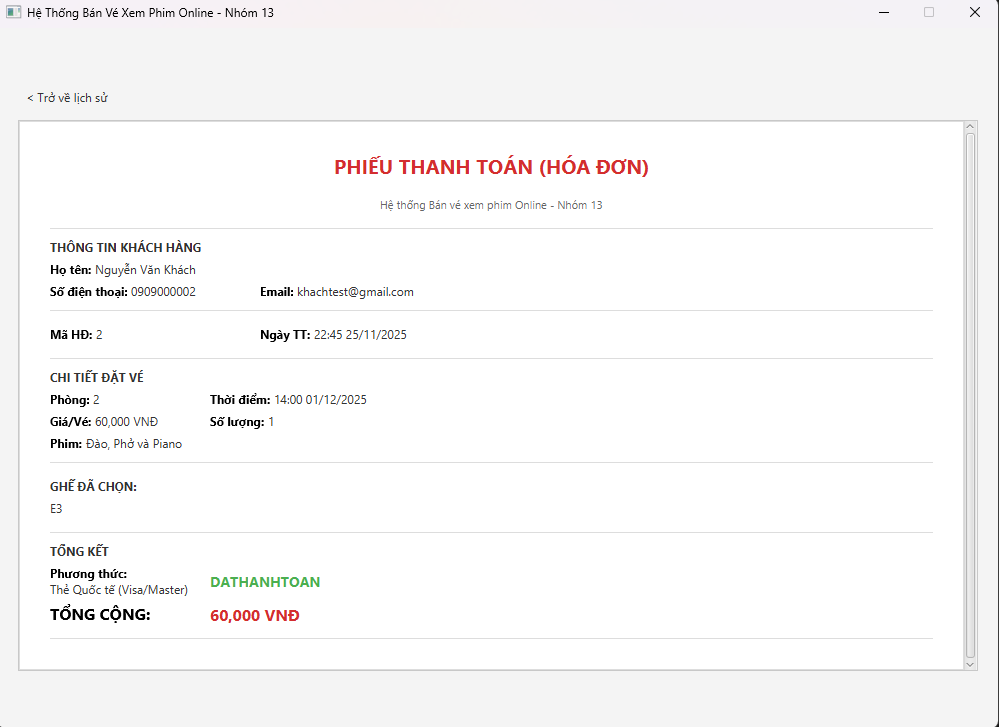 Hệ Thống Bán Vé Xem Phim Online - Nhóm 13
< Trở về lịch sử
PHIẾU THANH TOÁN (HÓA ĐƠN)
Hệ thống Bán vé xem phim Online - Nhóm 13
THÔNG TIN KHÁCH HÀNG
Họ tên: Nguyễn Văn Khách
Số điện thoại: 0909000002 Email: khachtest@gmail.com
Mã HĐ: 2 Ngày TT: 22:45 25/11/2025
CHI TIẾT ĐẶT VÉ
Phòng: 2 Thời điểm: 14:00 01/12/2025
Giá/Vé: 60,000 VNĐ Số lượng: 1
Phim: Đào, Phở và Piano
GHẾ ĐÃ CHỌN:
E3
TỔNG KẾT
Phương thức:
Thẻ Quốc tế (Visa/Master) DATHANHTOAN
TỔNG CỘNG: 60,000 VNĐ